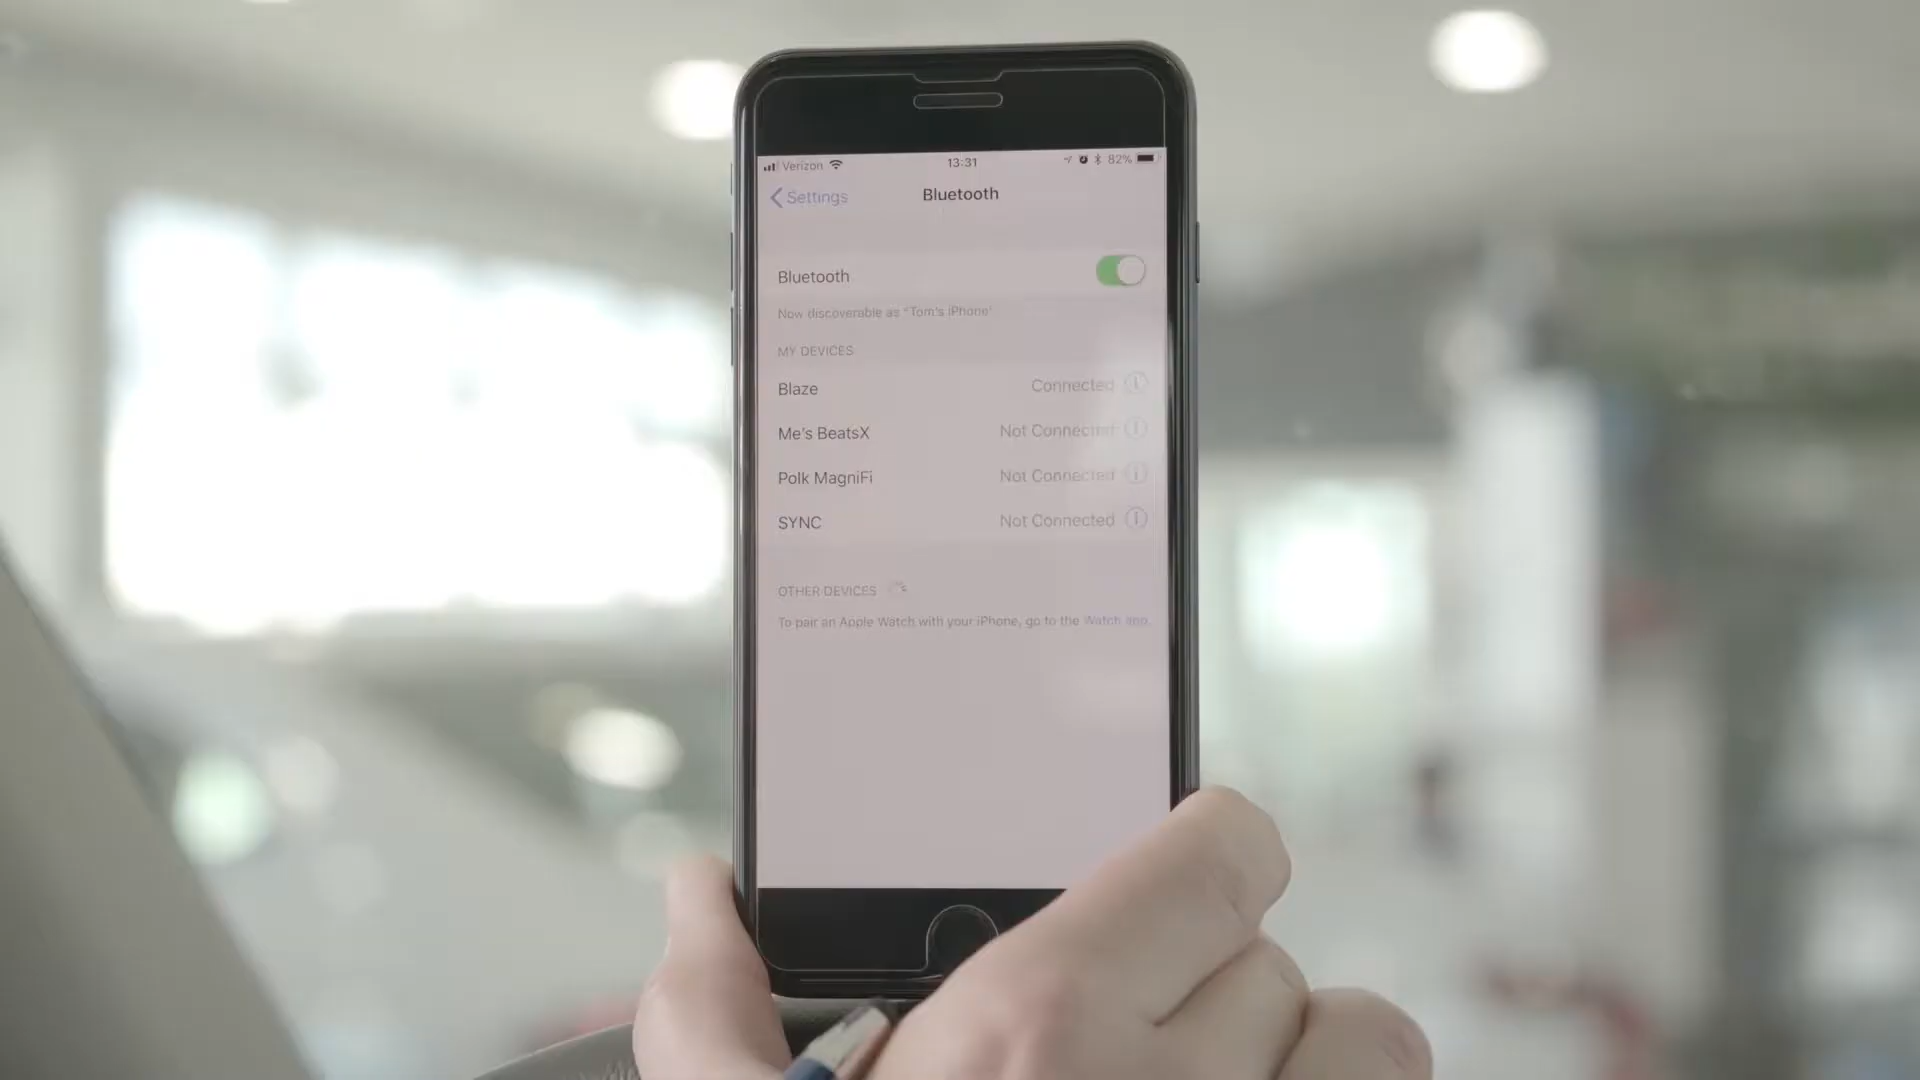 Verizon 13:31 82%
Settings Bluetooth
Bluetooth
Now discoverable as “Tom's iPhone”
MY DEVICES
Blaze Connected
Me's BeatsX Not Connected
Polk MagniFi Not Connected
SYNC Not Connected
OTHER DEVICES
To pair an Apple Watch with your iPhone, go to the Watch app.